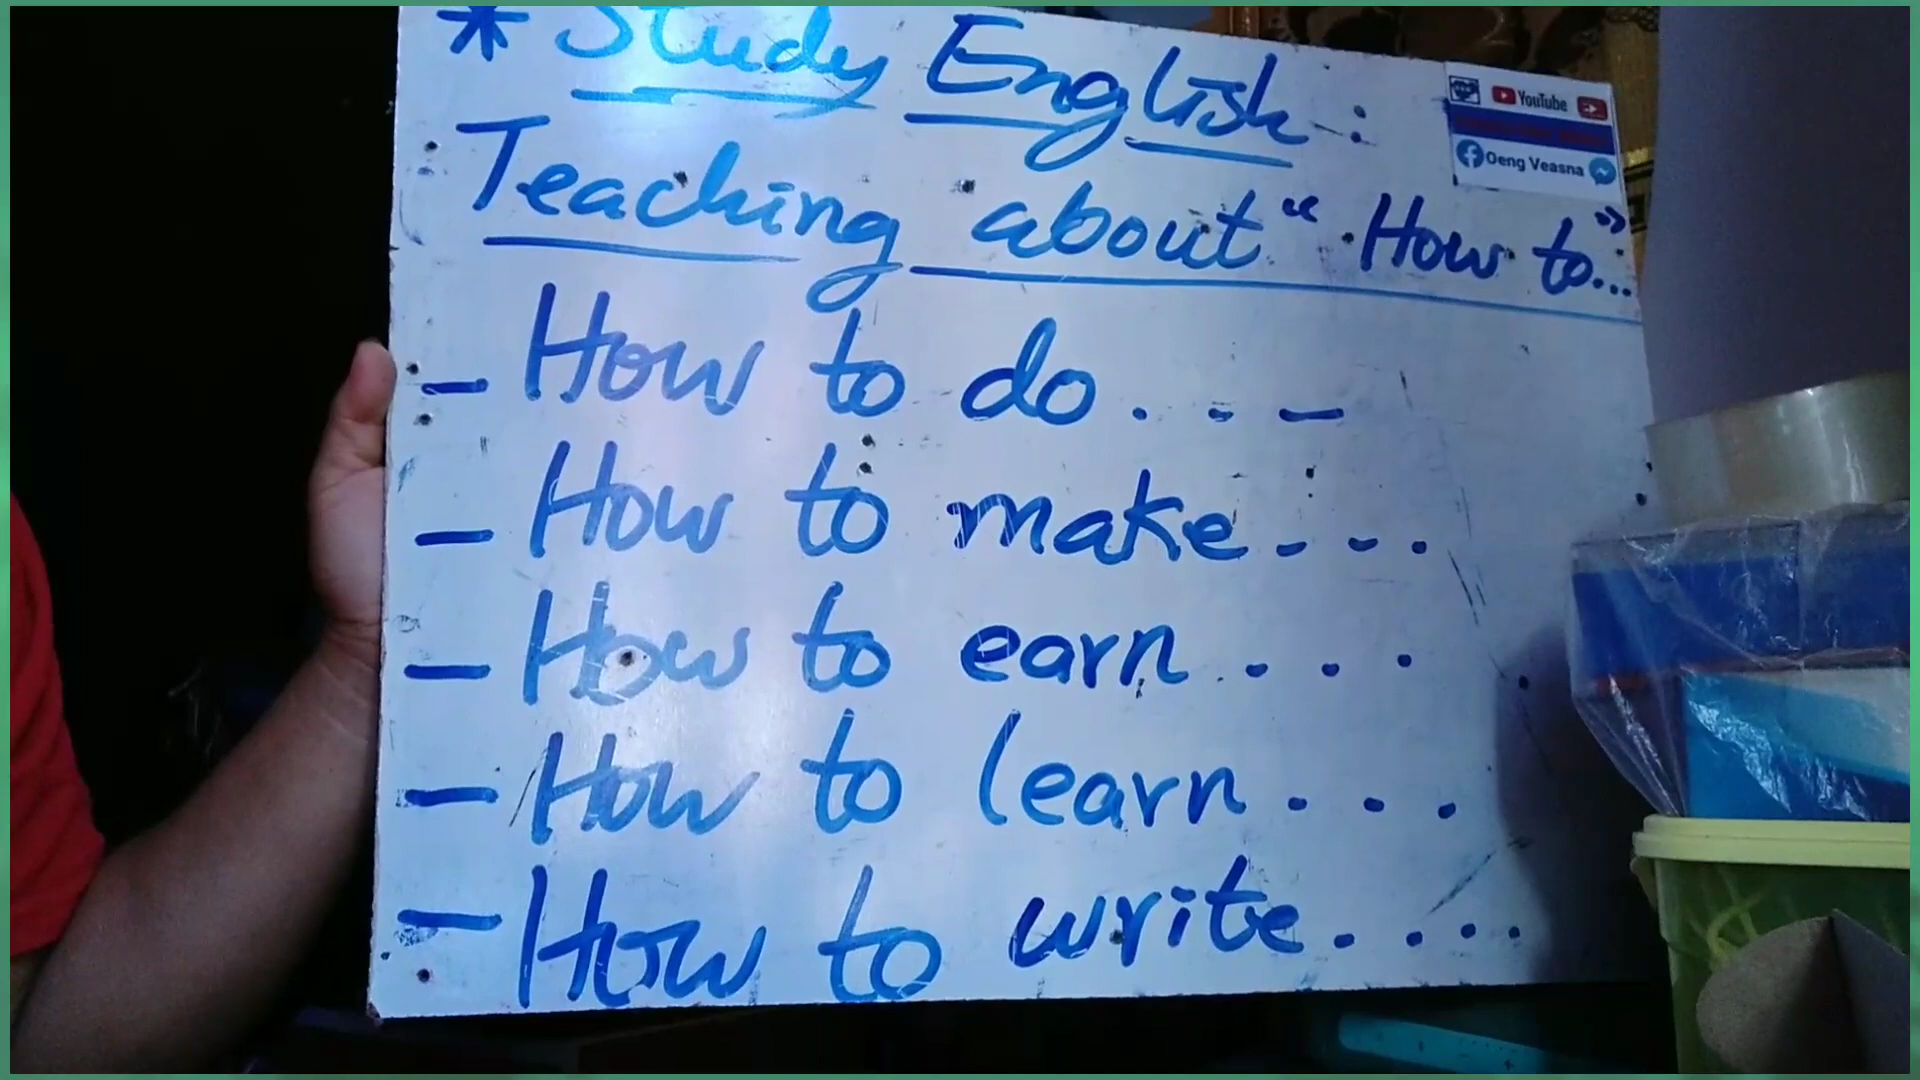 * Study English :
Teaching about “ How to...”
- How to do . . -
- How to make . . .
- How to earn . . .
- How to learn . . .
- How to write . . . .
YouTube
Oeng Veasna